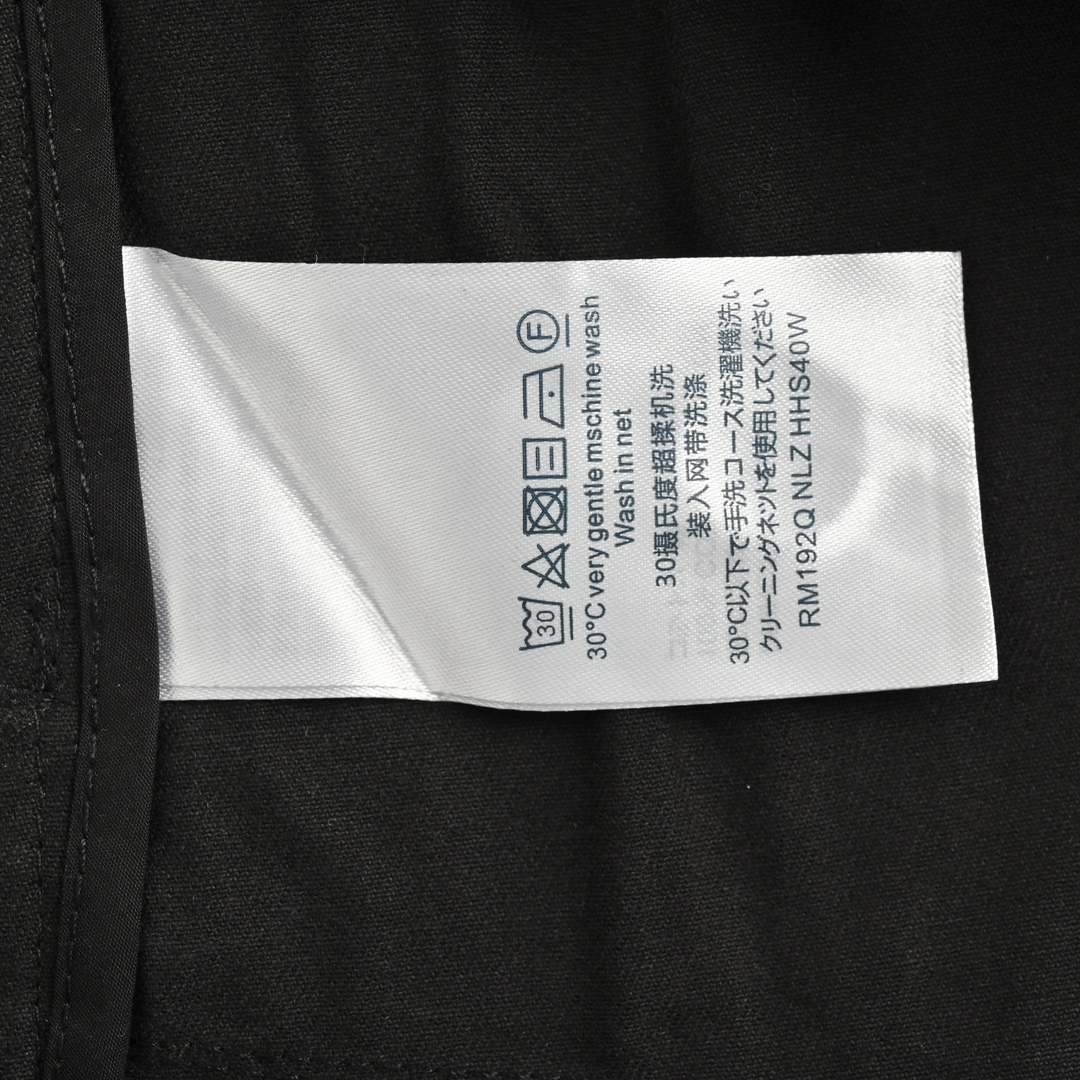 30 F
30°C very gentle mschine wash
Wash in net
30摄氏度超揉机洗
装入网带洗涤
30°C以下で手洗コース洗濯機洗い
クリーニングネットを使用してください
RM192Q NLZ HHS40W